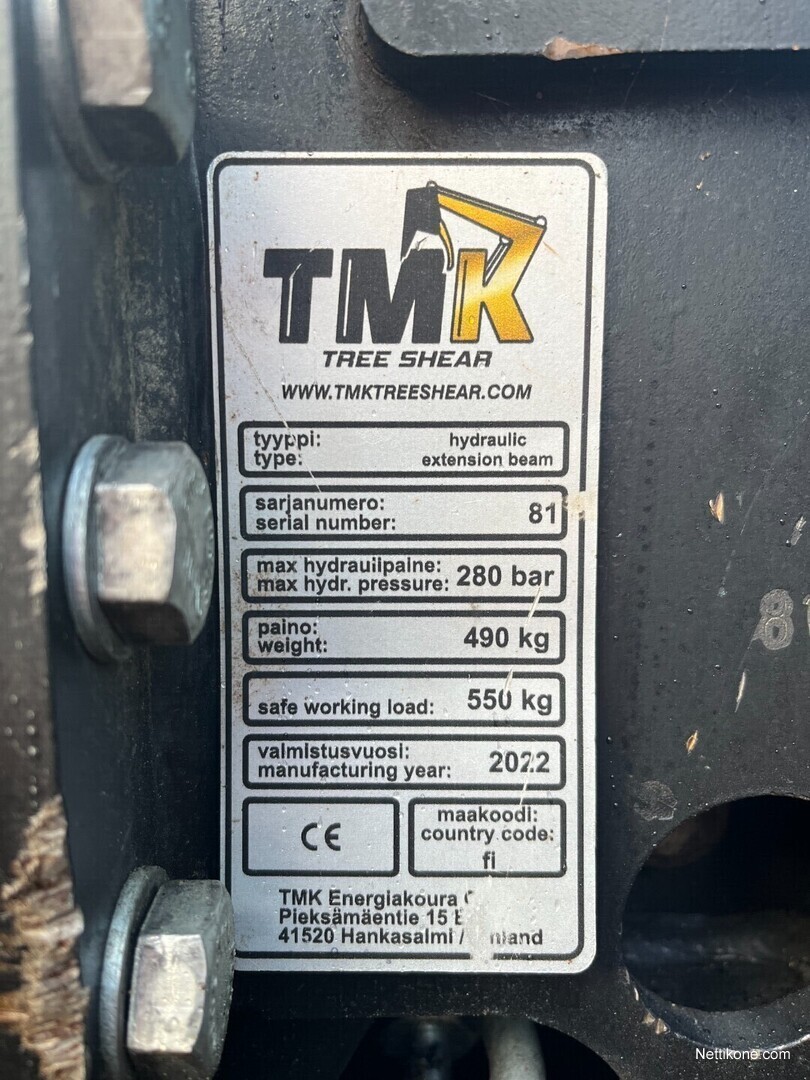 TMK
TREE SHEAR
WWW.TMKTREESHEAR.COM
tyyppi: hydraulic
type: extension beam
sarjanumero:
serial number: 81
max hydrauiipaine:
max hydr. pressure: 280 bar
paino:
weight: 490 kg
safe working load: 550 kg
valmistusvuosi:
manufacturing year: 2022
CE
maakoodi:
country code:
fi
TMK Energiakoura
Pieksämäentie 15
41520 Hankasalmi /
Nettikone.com